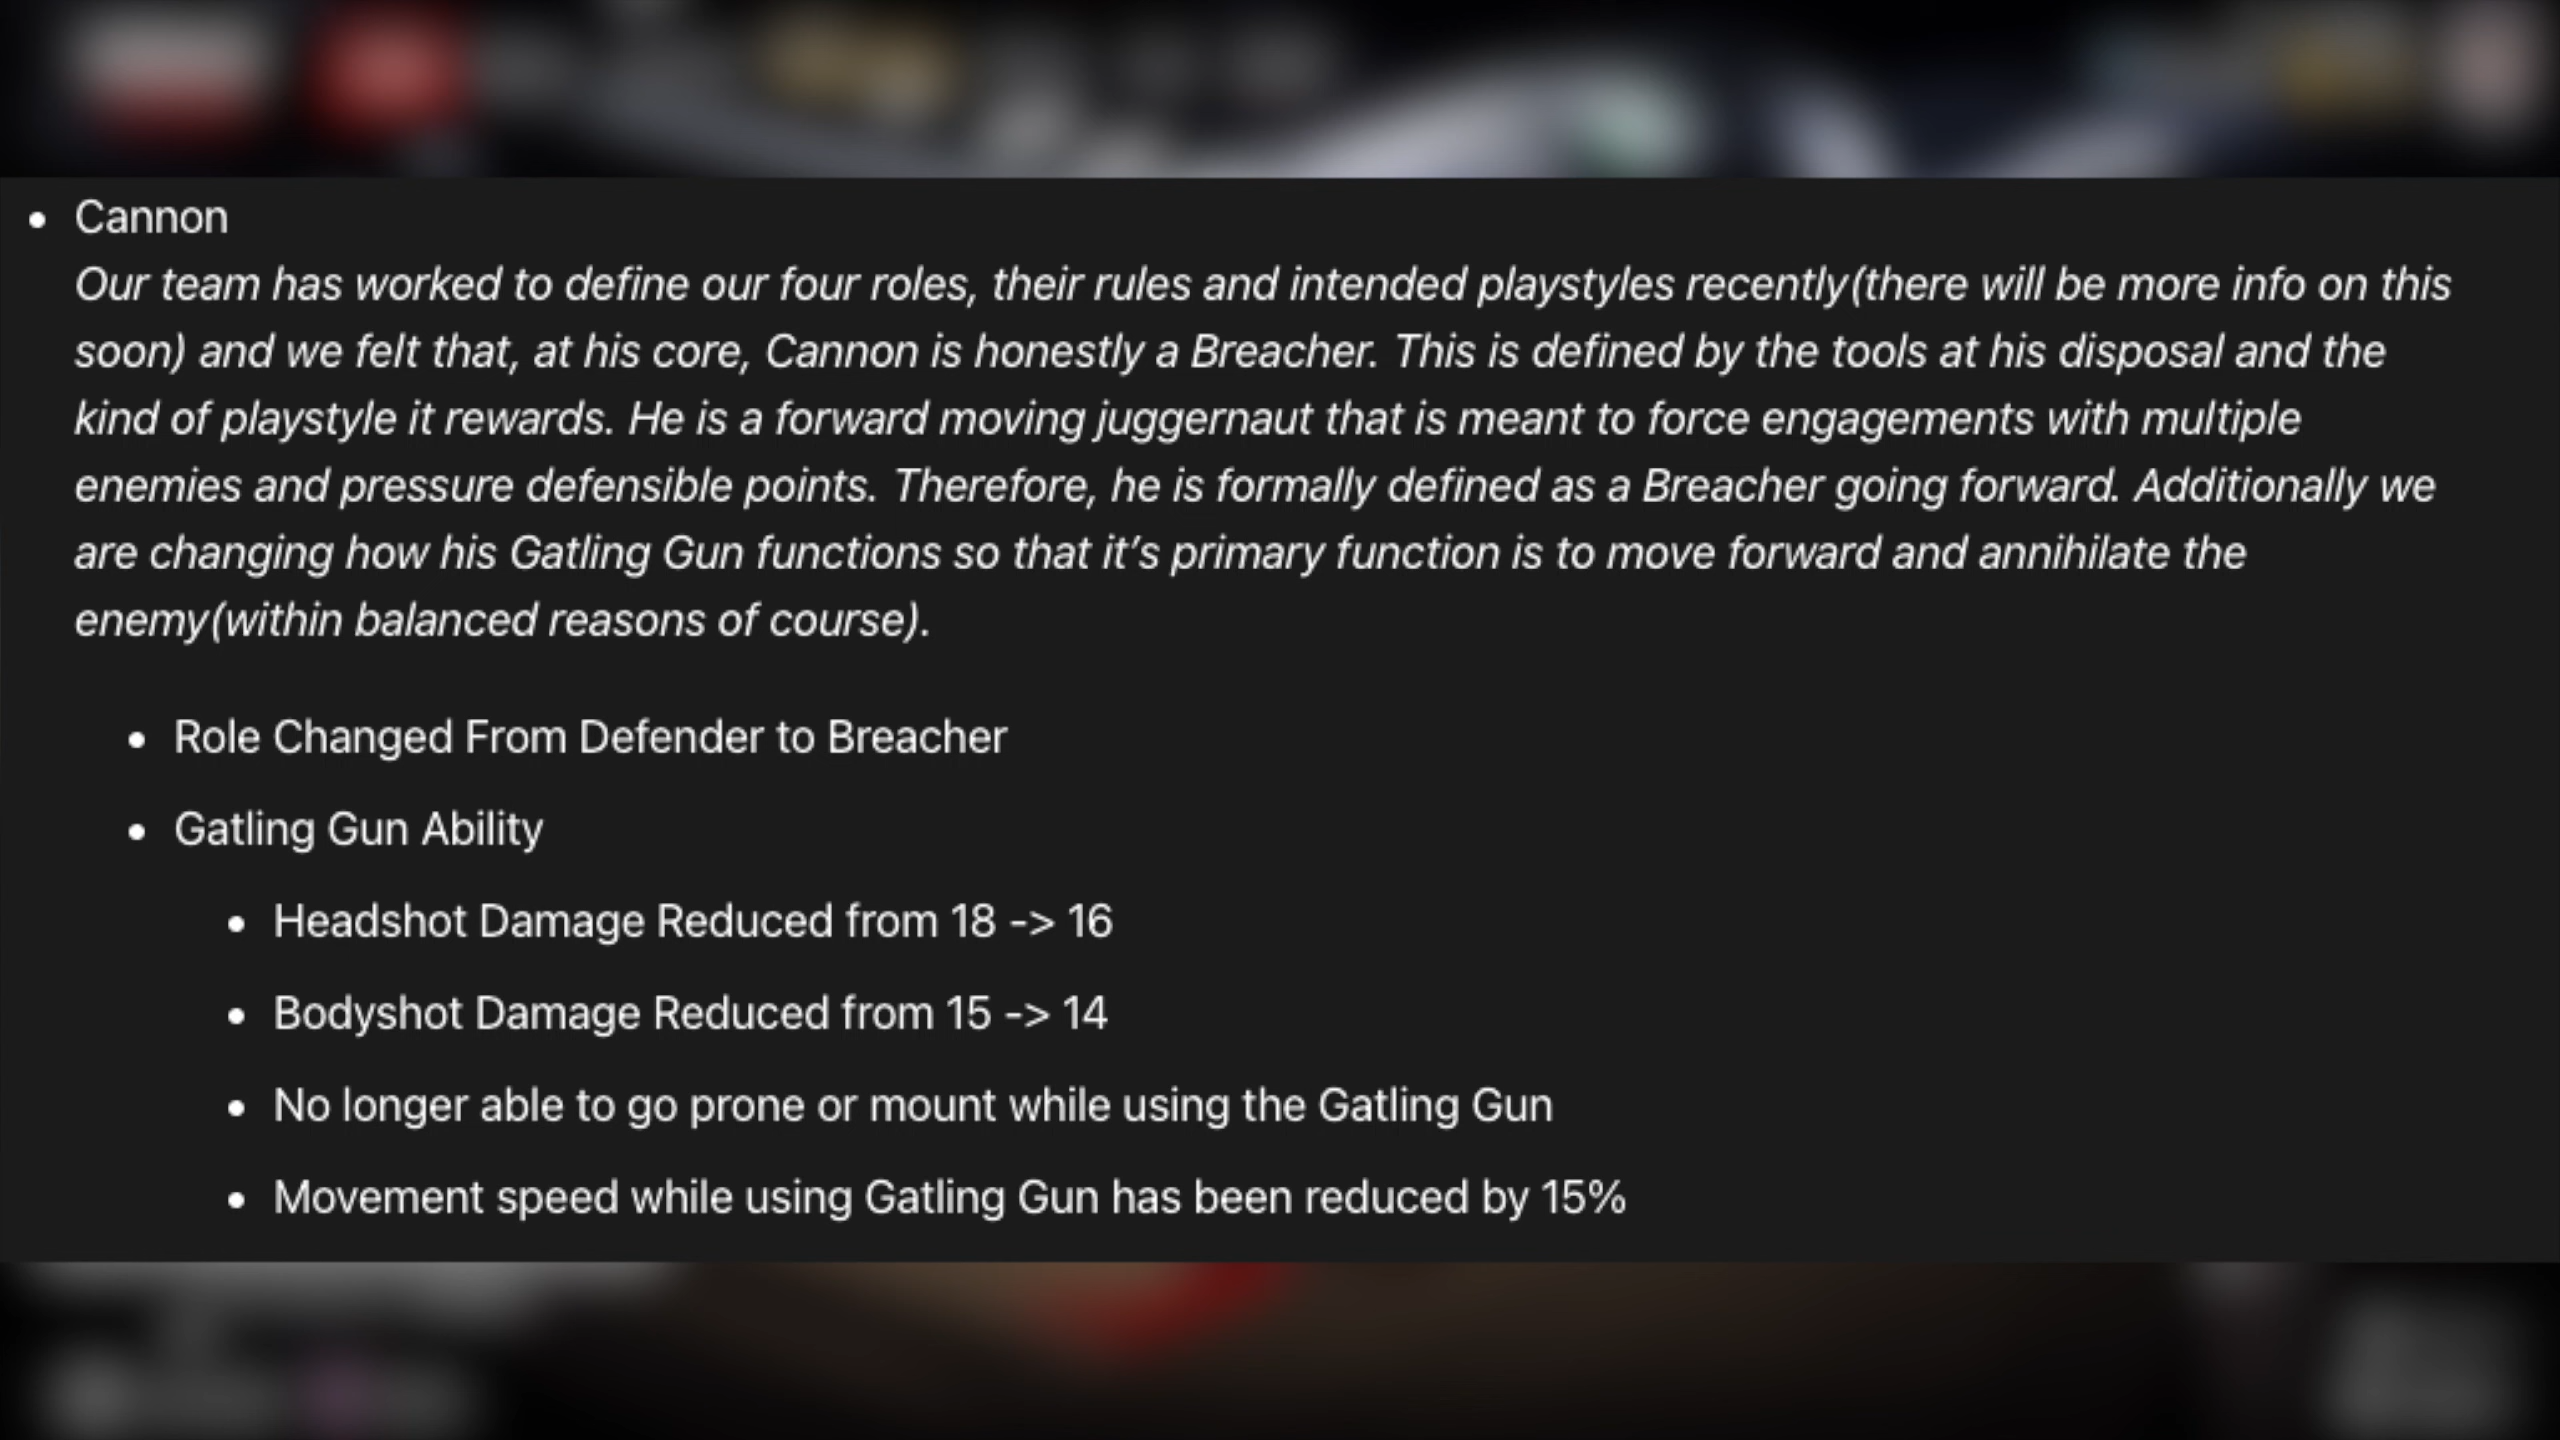 Cannon
Our team has worked to define our four roles, their rules and intended playstyles recently(there will be more info on this
soon) and we felt that, at his core, Cannon is honestly a Breacher. This is defined by the tools at his disposal and the
kind of playstyle it rewards. He is a forward moving juggernaut that is meant to force engagements with multiple
enemies and pressure defensible points. Therefore, he is formally defined as a Breacher going forward. Additionally we
are changing how his Gatling Gun functions so that it’s primary function is to move forward and annihilate the
enemy(within balanced reasons of course).
Role Changed From Defender to Breacher
Gatling Gun Ability
Headshot Damage Reduced from 18 -> 16
Bodyshot Damage Reduced from 15 -> 14
No longer able to go prone or mount while using the Gatling Gun
Movement speed while using Gatling Gun has been reduced by 15%